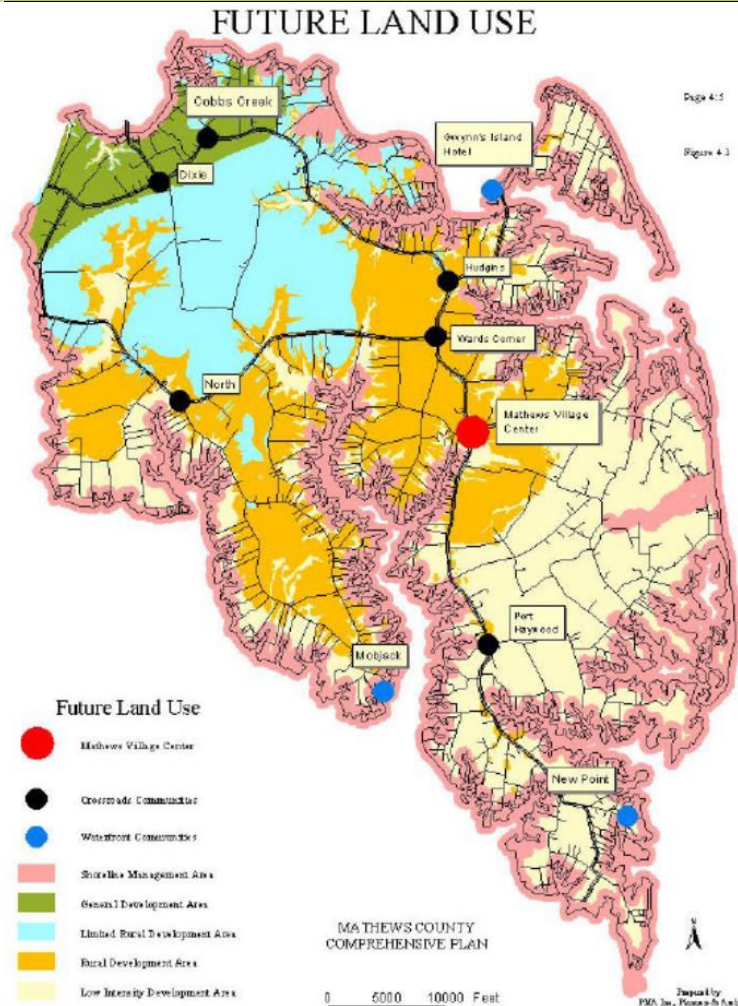 FUTURE LAND USE
Cobbs Creek
Page 4:5
Gwynn's Island
Hotel
Figure 4.1
Dixie
Hudgins
Wards Corner
North
Mathews Village
Center
Port
Haywood
Mobjack
New Point
Future Land Use
Mathews Village Center
Crossroads Communities
Waterfront Communities
Shoreline Management Area
General Development Area
Limited Rural Development Area
Rural Development Area
Low Intensity Development Area
MATHEWS COUNTY
COMPREHENSIVE PLAN
0 5000 10000 Feet
N
Prepared by